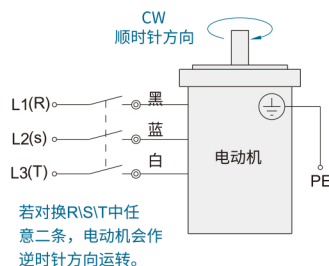 CW
顺时针方向
L1(R)
黑
L2(s)
蓝
L3(T)
白
电动机
PE
若对换R\S\T中任
意二条，电动机会作
逆时针方向运转。